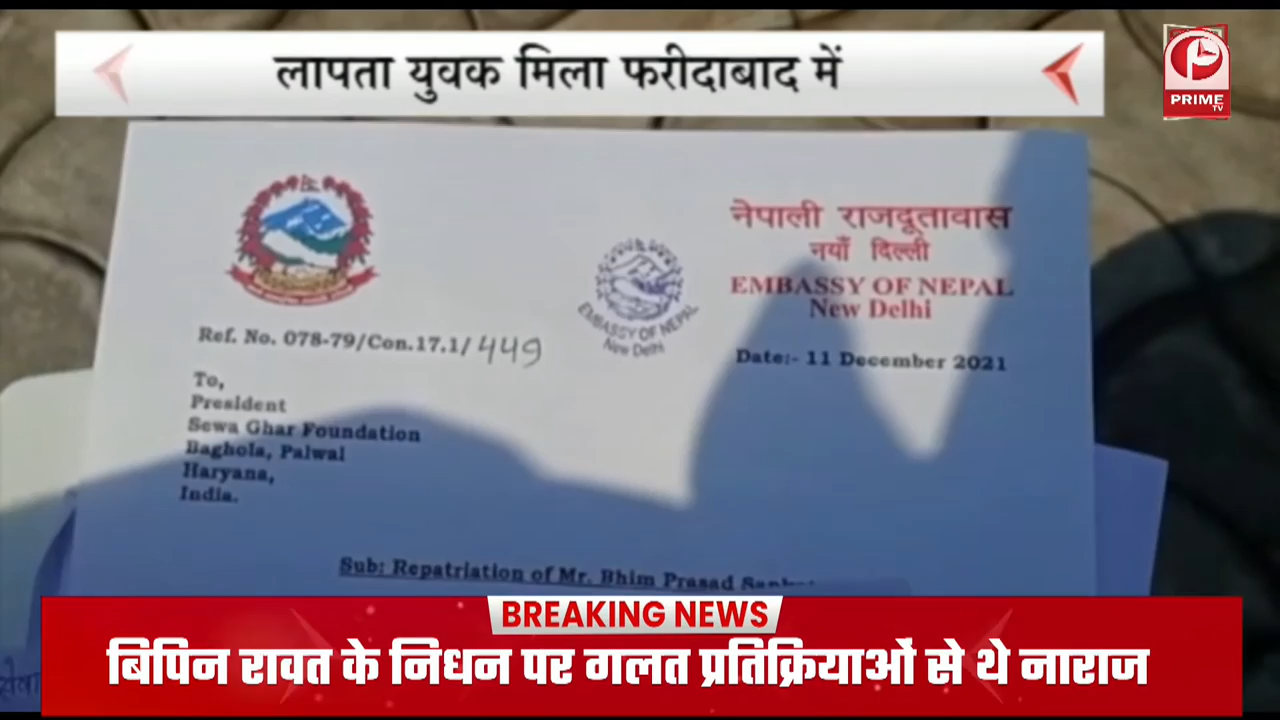 लापता युवक मिला फरीदाबाद में
PRIME
TV
नेपाली राजदूतावास
नयाँ दिल्ली
EMBASSY OF NEPAL
New Delhi
EMBASSY OF NEPAL
New Delhi
Ref. No. 078-79/Con.17.1/449
Date:- 11 December 2021
To,
President
Sewa Ghar Foundation
Baghola, Palwal
Haryana,
India.
Sub: Repatriation of Mr. Bhim Prasad
BREAKING NEWS
बिपिन रावत के निधन पर गलत प्रतिक्रियाओं से थे नाराज